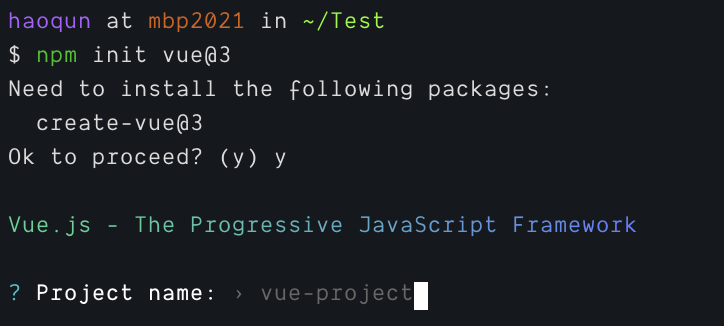 haoqun at mbp2021 in ~/Test
$ npm init vue@3
Need to install the following packages:
  create-vue@3
Ok to proceed? (y) y
Vue.js - The Progressive JavaScript Framework
? Project name: › vue-project